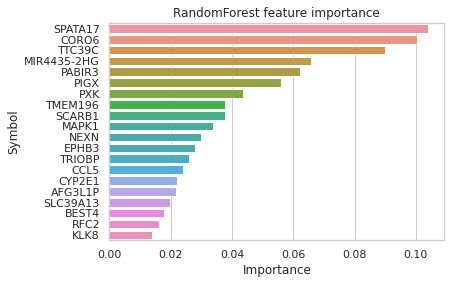 RandomForest feature importance
SPATA17
CORO6
TTC39C
MIR4435-2HG
PABIR3
PIGX
PXK
TMEM196
SCARB1
MAPK1
NEXN
EPHB3
TRIOBP
CCL5
CYP2E1
AFG3L1P
SLC39A13
BEST4
RFC2
KLK8
Symbol
0.00 0.02 0.04 0.06 0.08 0.10
Importance